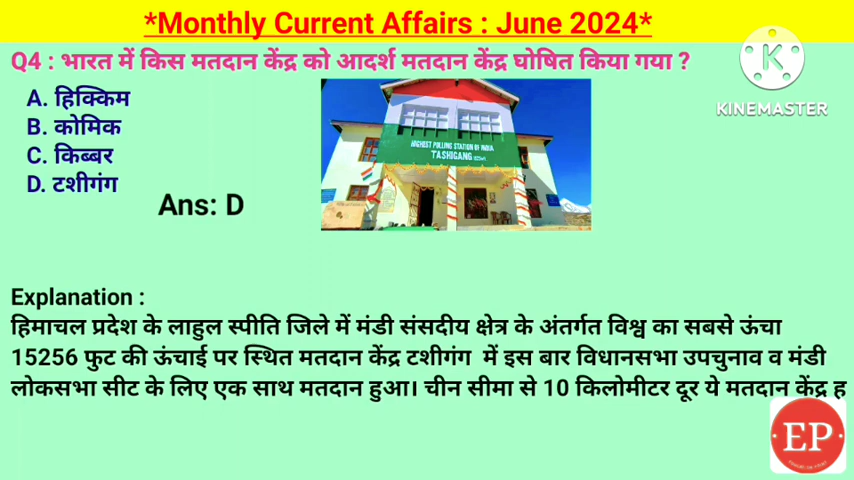 *Monthly Current Affairs : June 2024*
Q4 : भारत में किस मतदान केंद्र को आदर्श मतदान केंद्र घोषित किया गया ?
A. हिक्किम
B. कोमिक
C. किब्बर
D. टशीगंग
Ans: D
HIGHEST POLLING STATION OF INDIA
TASHIGANG
KINEMASTER
Explanation :
हिमाचल प्रदेश के लाहुल स्पीति जिले में मंडी संसदीय क्षेत्र के अंतर्गत विश्व का सबसे ऊंचा
15256 फुट की ऊंचाई पर स्थित मतदान केंद्र टशीगंग में इस बार विधानसभा उपचुनाव व मंडी
लोकसभा सीट के लिए एक साथ मतदान हुआ। चीन सीमा से 10 किलोमीटर दूर ये मतदान केंद्र ह
EP